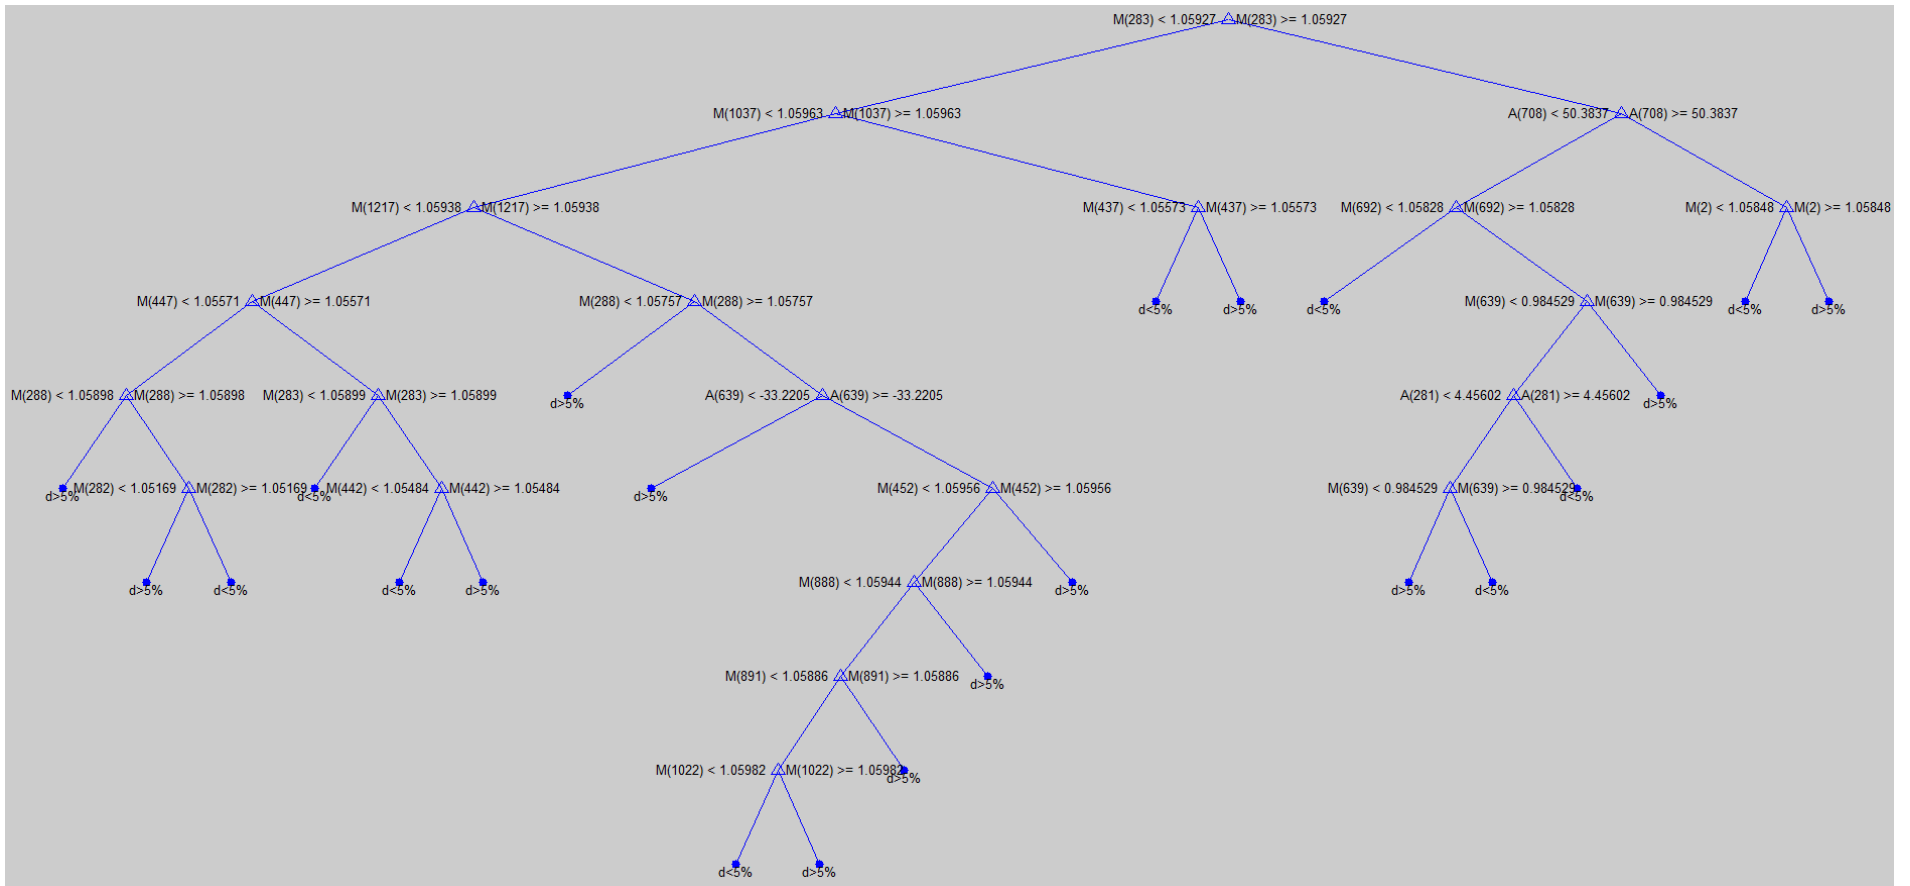 M(283) < 1.05927 M(283) >= 1.05927
M(1037) < 1.05963 M(1037) >= 1.05963 A(708) < 50.3837 A(708) >= 50.3837
M(1217) < 1.05938 M(1217) >= 1.05938 M(437) < 1.05573 M(437) >= 1.05573 M(692) < 1.05828 M(692) >= 1.05828 M(2) < 1.05848 M(2) >= 1.05848
M(447) < 1.05571 M(447) >= 1.05571 M(288) < 1.05757 M(288) >= 1.05757 M(639) < 0.984529 M(639) >= 0.984529
d<5% d>5% d<5% d<5% d>5%
M(288) < 1.05898 M(288) >= 1.05898 M(283) < 1.05899 M(283) >= 1.05899 A(639) < -33.2205 A(639) >= -33.2205 A(281) < 4.45602 A(281) >= 4.45602
d>5% d>5%
M(282) < 1.05169 M(282) >= 1.05169 M(442) < 1.05484 M(442) >= 1.05484 M(452) < 1.05956 M(452) >= 1.05956 M(639) < 0.984529 M(639) >= 0.984529
d>5% d<5% d>5% d<5%
M(888) < 1.05944 M(888) >= 1.05944
d>5% d<5% d<5% d>5% d>5% d>5% d<5%
M(891) < 1.05886 M(891) >= 1.05886
d>5%
M(1022) < 1.05982 M(1022) >= 1.05982
d>5%
d<5% d>5%